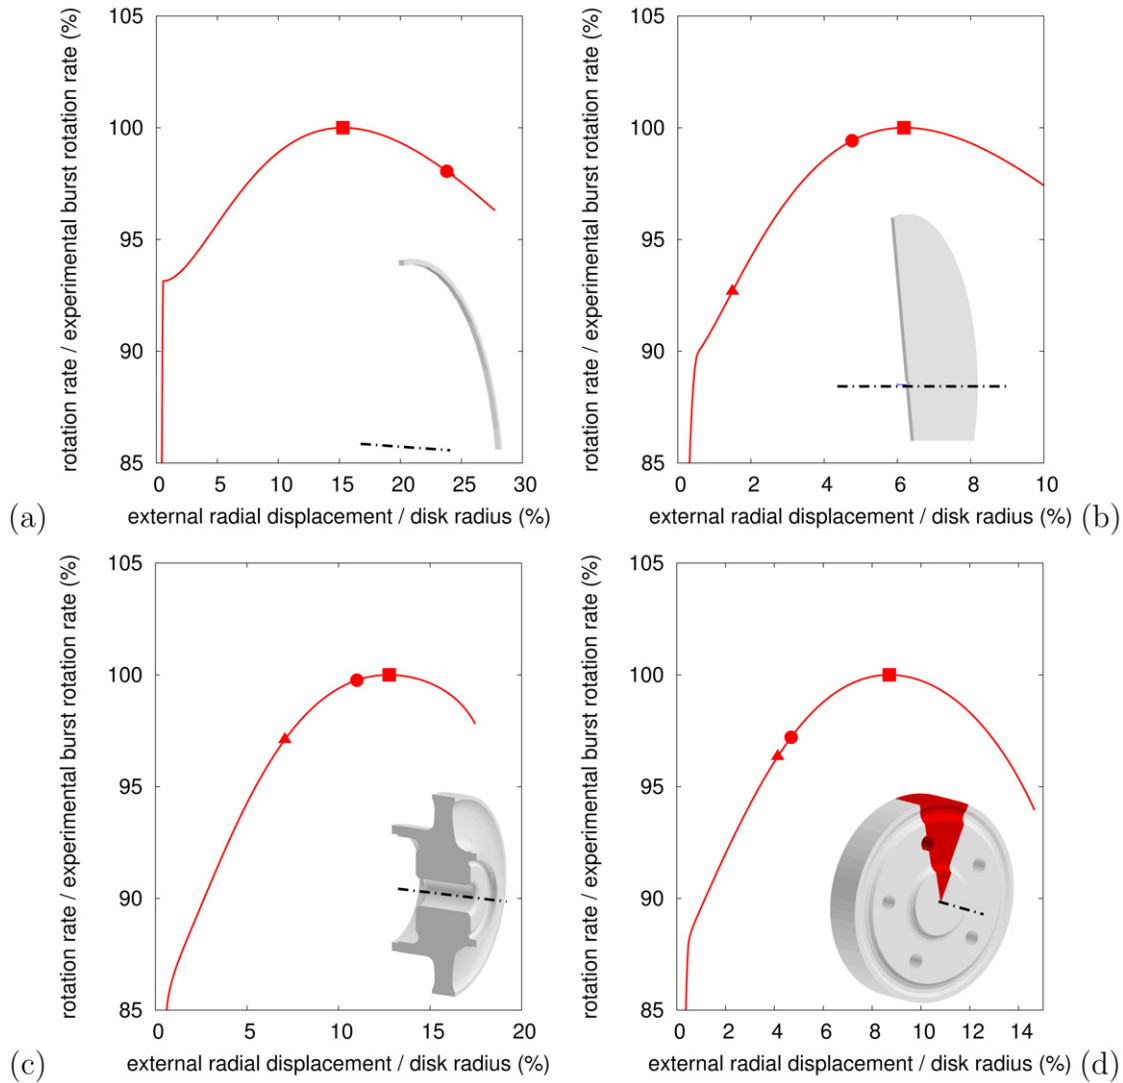 rotation rate / experimental burst rotation rate (%)
105
100
95
90
85
0 5 10 15 20 25 30
external radial displacement / disk radius (%)
(a)
rotation rate / experimental burst rotation rate (%)
105
100
95
90
85
0 2 4 6 8 10
external radial displacement / disk radius (%)
(b)
rotation rate / experimental burst rotation rate (%)
105
100
95
90
85
0 5 10 15 20
external radial displacement / disk radius (%)
(c)
rotation rate / experimental burst rotation rate (%)
105
100
95
90
85
0 2 4 6 8 10 12 14
external radial displacement / disk radius (%)
(d)